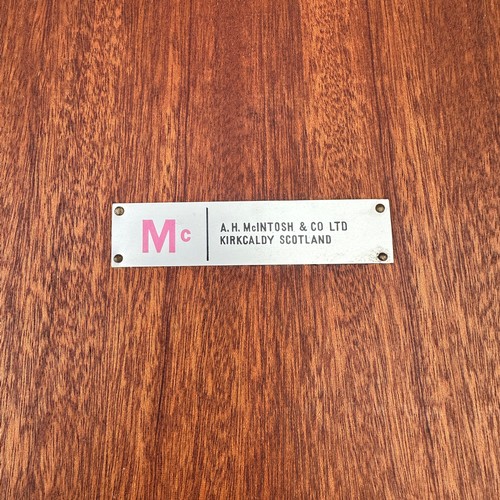 Mc
A.H. McINTOSH & CO LTD
KIRKCALDY SCOTLAND